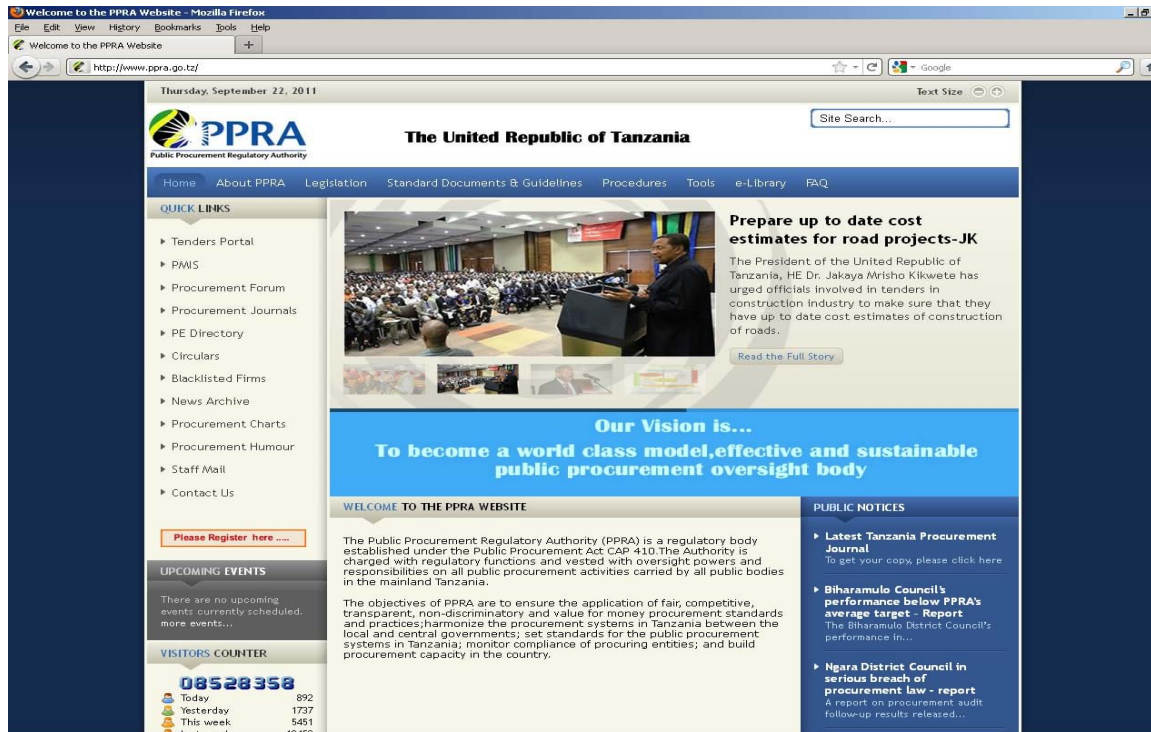 Welcome to the PPRA Website - Mozilla Firefox
File Edit View History Bookmarks Tools Help
Welcome to the PPRA Website
http://www.ppra.go.tz/
Google
Thursday, September 22, 2011
Text Size
PPRA
Public Procurement Regulatory Authority
The United Republic of Tanzania
Site Search...
Home About PPRA Legislation Standard Documents & Guidelines Procedures Tools e-Library FAQ
QUICK LINKS
Tenders Portal
PMIS
Procurement Forum
Procurement Journals
PE Directory
Circulars
Blacklisted Firms
News Archive
Procurement Charts
Procurement Humour
Staff Mail
Contact Us
Please Register here .....
UPCOMING EVENTS
There are no upcoming
events currently scheduled.
more events...
VISITORS COUNTER
08528358
Today 892
Yesterday 1737
This week 5451
Prepare up to date cost
estimates for road projects-JK
The President of the United Republic of
Tanzania, HE Dr. Jakaya Mrisho Kikwete has
urged officials involved in tenders in
construction industry to make sure that they
have up to date cost estimates of construction
of roads.
Read the Full Story
Our Vision is...
To become a world class model,effective and sustainable
public procurement oversight body
WELCOME TO THE PPRA WEBSITE
The Public Procurement Regulatory Authority (PPRA) is a regulatory body
established under the Public Procurement Act CAP 410.The Authority is
charged with regulatory functions and vested with oversight powers and
responsibilities on all public procurement activities carried by all public bodies
in the mainland Tanzania.
The objectives of PPRA are to ensure the application of fair, competitive,
transparent, non-discriminatory and value for money procurement standards
and practices;harmonize the procurement systems in Tanzania between the
local and central governments; set standards for the public procurement
systems in Tanzania; monitor compliance of procuring entities; and build
procurement capacity in the country.
PUBLIC NOTICES
Latest Tanzania Procurement
Journal
To get your copy, please click here
Biharamulo Council's
performance below PPRA's
average target - Report
The Biharamulo District Council's
performance in...
Ngara District Council in
serious breach of
procurement law - report
A report on procurement audit
follow-up results released...